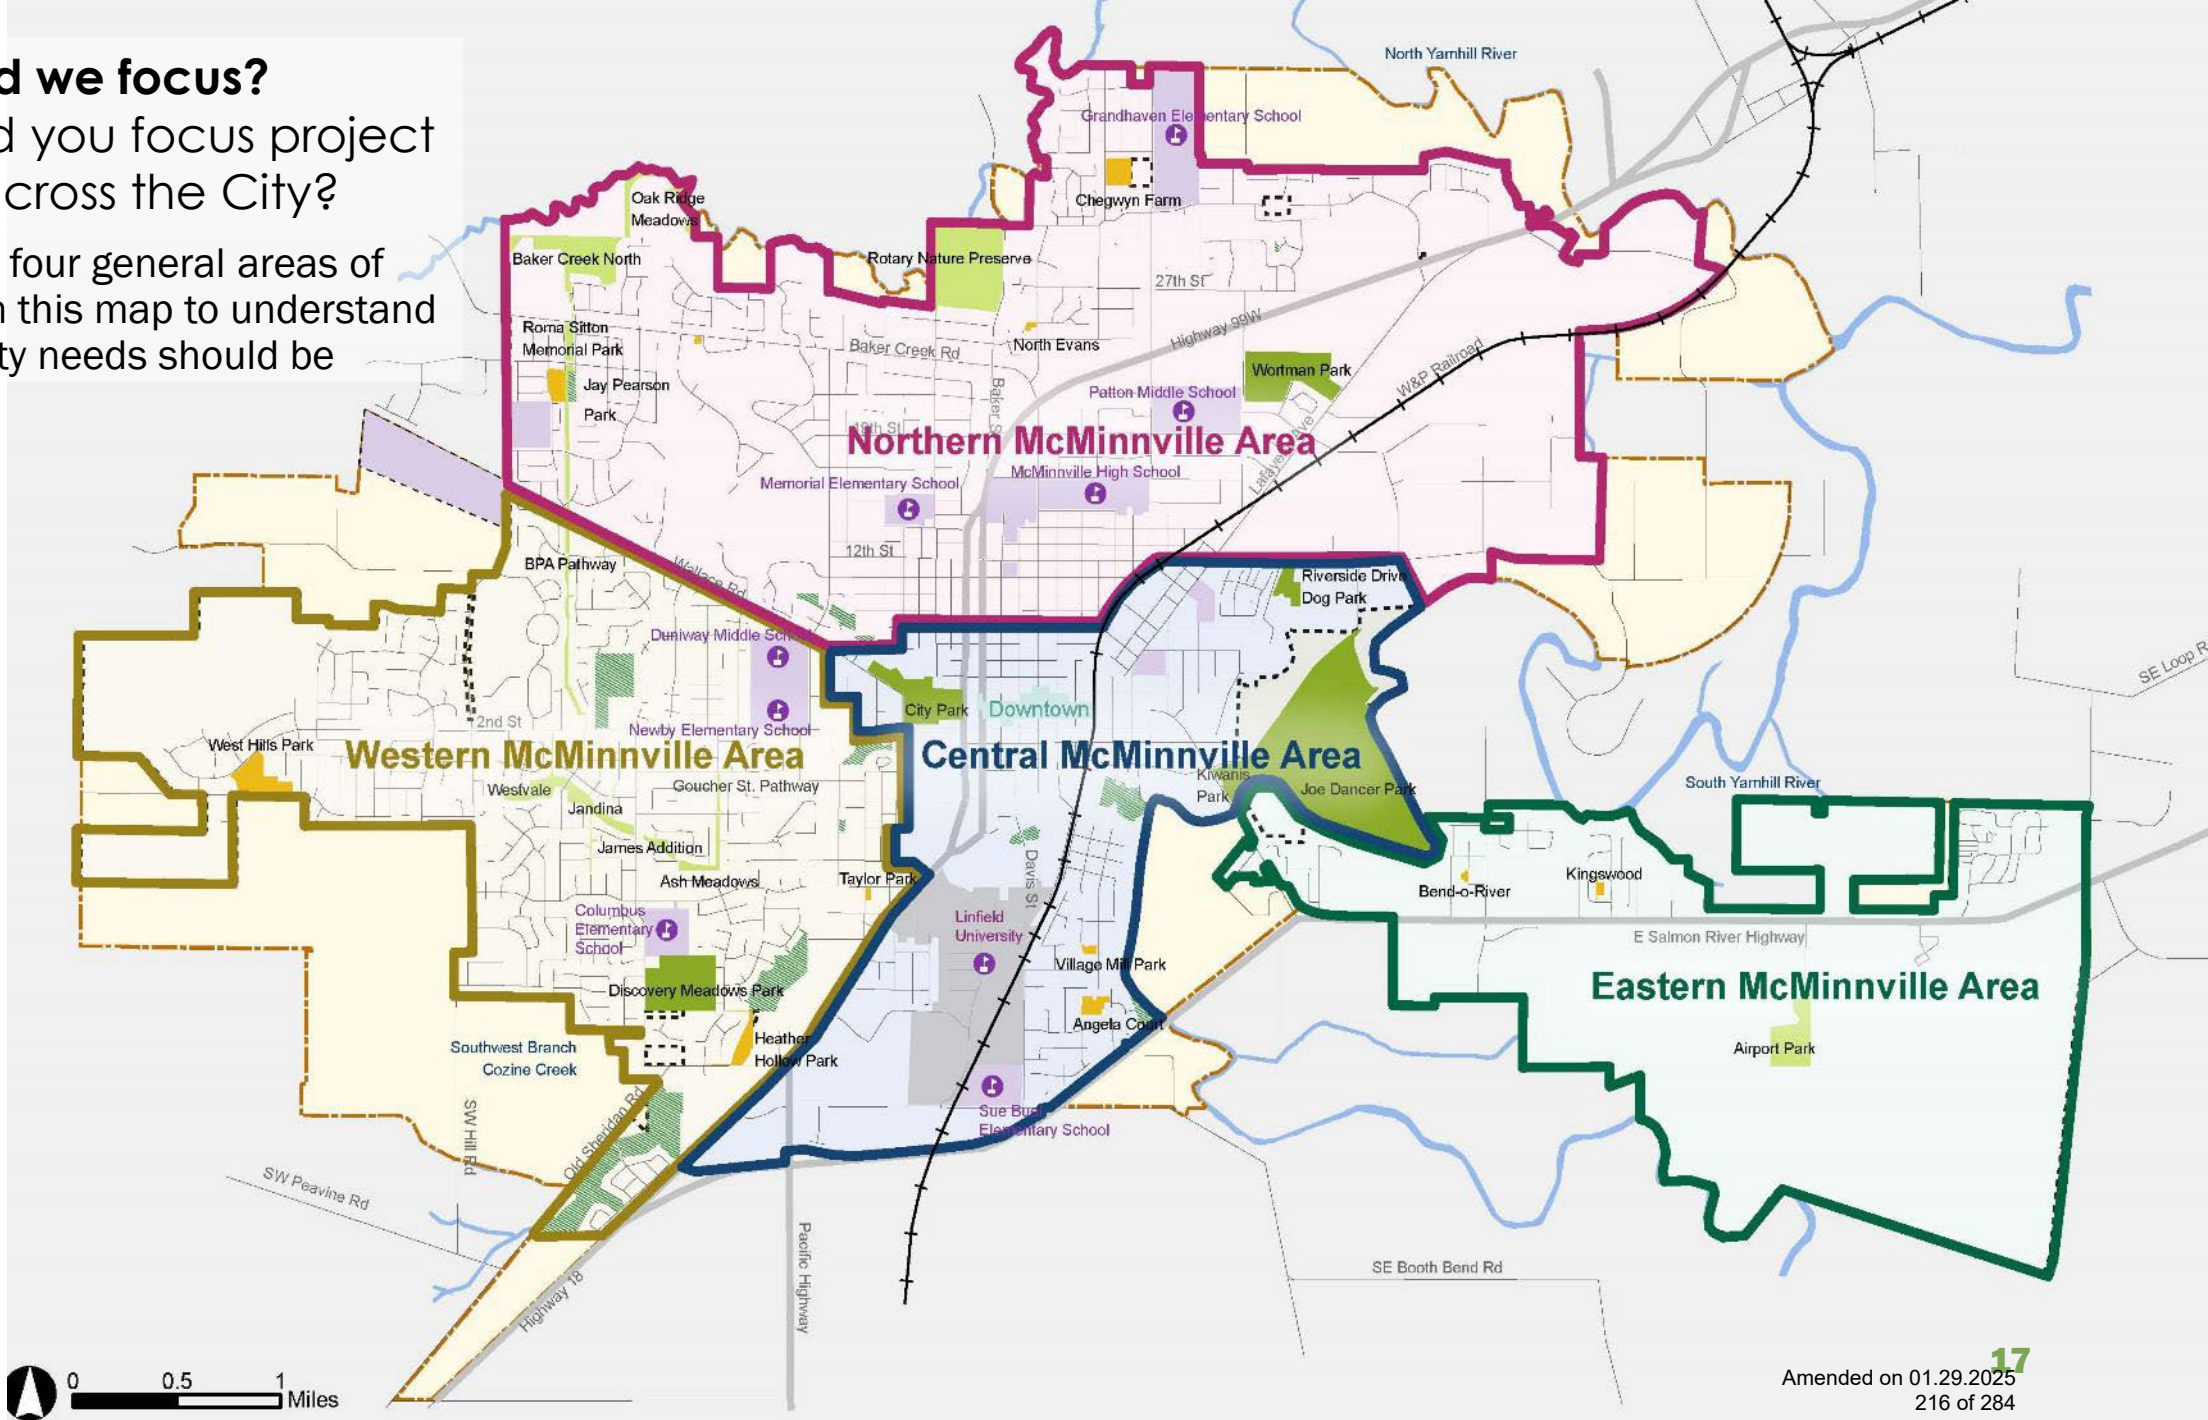 d we focus?
d you focus project
cross the City?
four general areas of
this map to understand
ty needs should be
North Yamhill River
Grandhaven Elementary School
Chegwyn Farm
Oak Ridge
Meadows
Baker Creek North
Rotary Nature Preserve
27th St
Highway 99W
Roma Sitton
Memorial Park
Baker Creek Rd
North Evans
Wortman Park
W&P Railroad
Jay Pearson
Park
Baker S
Patton Middle School
19th St
Northern McMinnville Area
Lafayette Ave
Memorial Elementary School
McMinnville High School
12th St
BPA Pathway
Wallace Rd
Riverside Drive
Dog Park
Duniway Middle School
SE Loop R
City Park
Downtown
2nd St
Newby Elementary School
West Hills Park
Western McMinnville Area
Central McMinnville Area
Kiwanis
Park
Joe Dancer Park
South Yamhill River
Westvale
Goucher St. Pathway
Jandina
James Addition
Davis St
Ash Meadows
Taylor Park
Bend-o-River
Kingswood
Columbus
Elementary
School
Linfield
University
E Salmon River Highway
Village Mill Park
Eastern McMinnville Area
Discovery Meadows Park
Angela Court
Heather
Hollow Park
Airport Park
Southwest Branch
Cozine Creek
Sue Buel
Elementary School
SW Hill Rd
Old Sheridan Rd
SW Peavine Rd
Pacific Highway
SE Booth Bend Rd
Highway 18
0 0.5 1
Miles
17
Amended on 01.29.2025
216 of 284